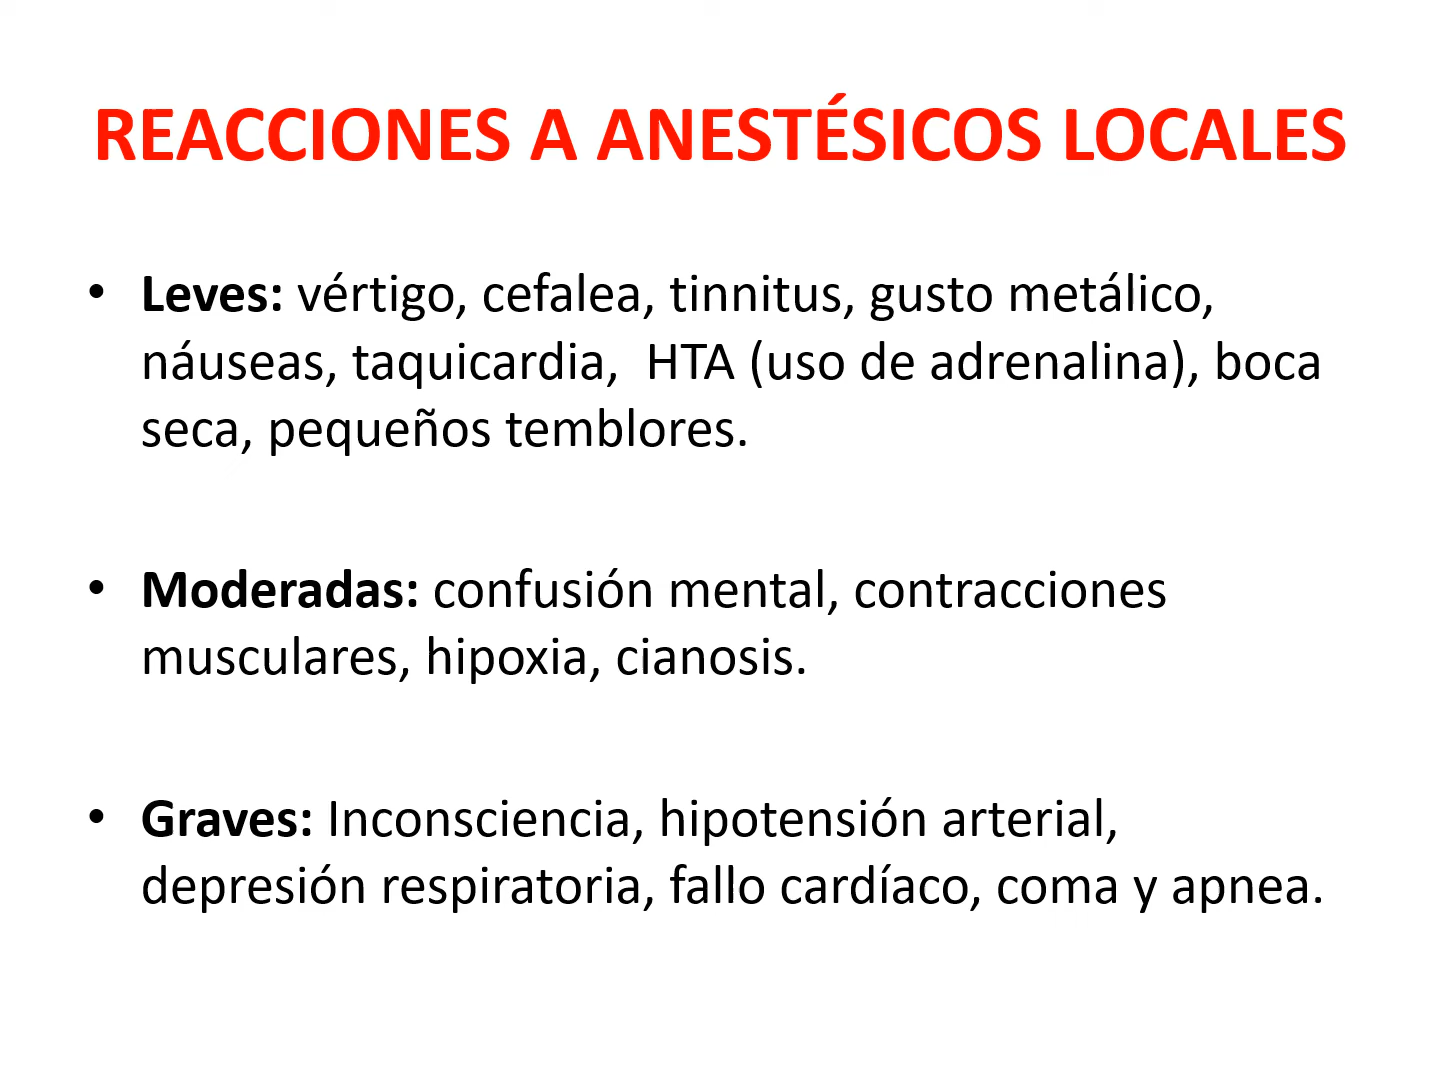 REACCIONES A ANESTÉSICOS LOCALES
• Leves: vértigo, cefalea, tinnitus, gusto metálico,
náuseas, taquicardia,  HTA (uso de adrenalina), boca
seca, pequeños temblores.
• Moderadas: confusión mental, contracciones
musculares, hipoxia, cianosis.
• Graves: Inconsciencia, hipotensión arterial,
depresión respiratoria, fallo cardíaco, coma y apnea.